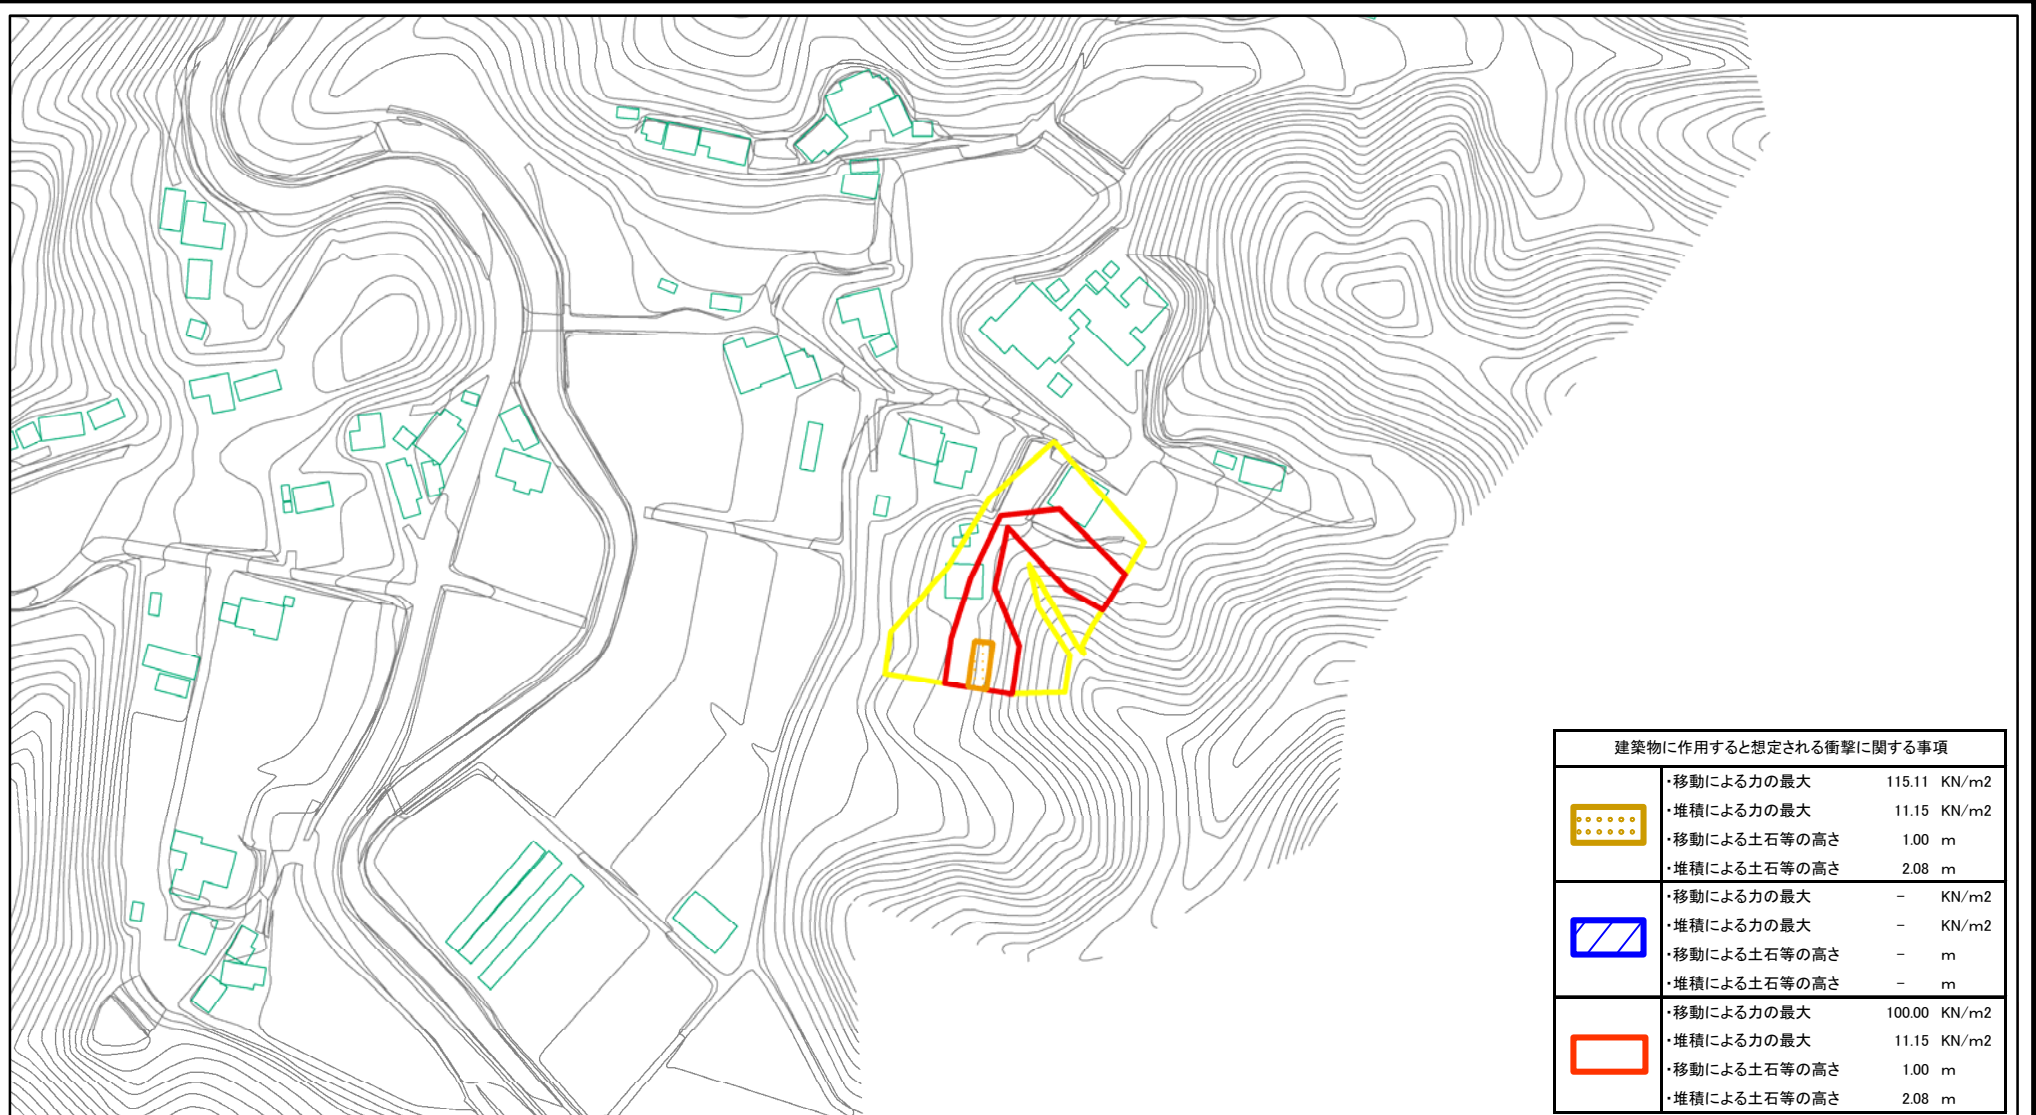 建築物に作用すると想定される衝撃に関する事項
・移動による力の最大 115.11 KN/m2
・堆積による力の最大 11.15 KN/m2
・移動による土石等の高さ 1.00 m
・堆積による土石等の高さ 2.08 m
・移動による力の最大 － KN/m2
・堆積による力の最大 － KN/m2
・移動による土石等の高さ － m
・堆積による土石等の高さ － m
・移動による力の最大 100.00 KN/m2
・堆積による力の最大 11.15 KN/m2
・移動による土石等の高さ 1.00 m
・堆積による土石等の高さ 2.08 m